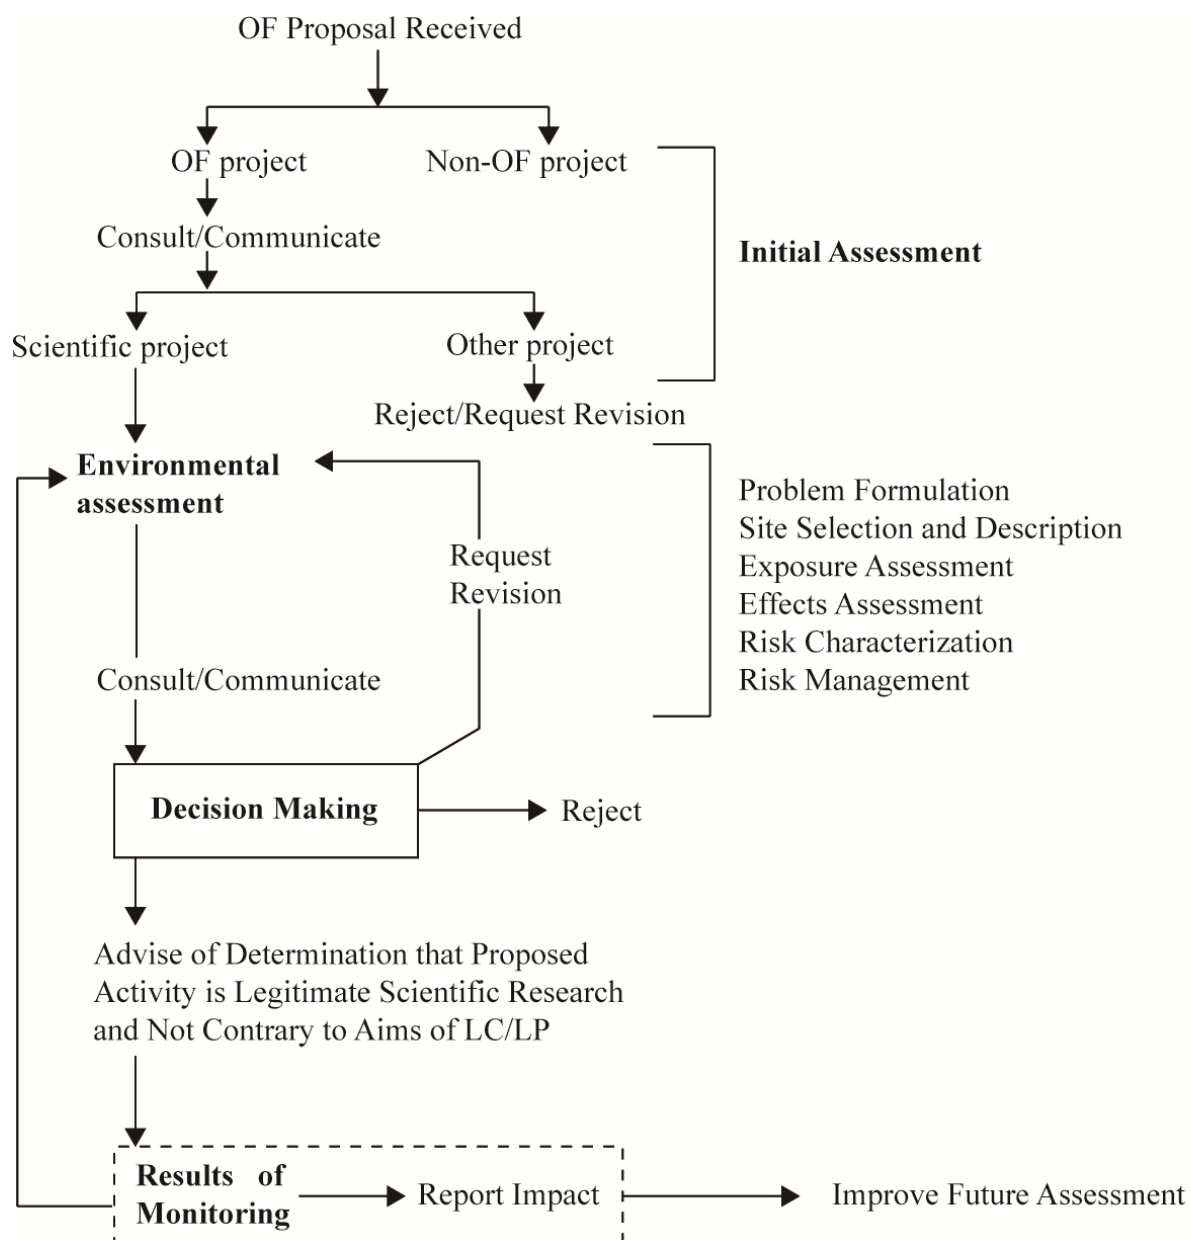 OF Proposal Received
OF project
Non-OF project
Consult/Communicate
Initial Assessment
Scientific project
Other project
Reject/Request Revision
Environmental
assessment
Request
Revision
Problem Formulation
Site Selection and Description
Exposure Assessment
Effects Assessment
Risk Characterization
Risk Management
Consult/Communicate
Decision Making
Reject
Advise of Determination that Proposed
Activity is Legitimate Scientific Research
and Not Contrary to Aims of LC/LP
Results of
Monitoring
Report Impact
Improve Future Assessment